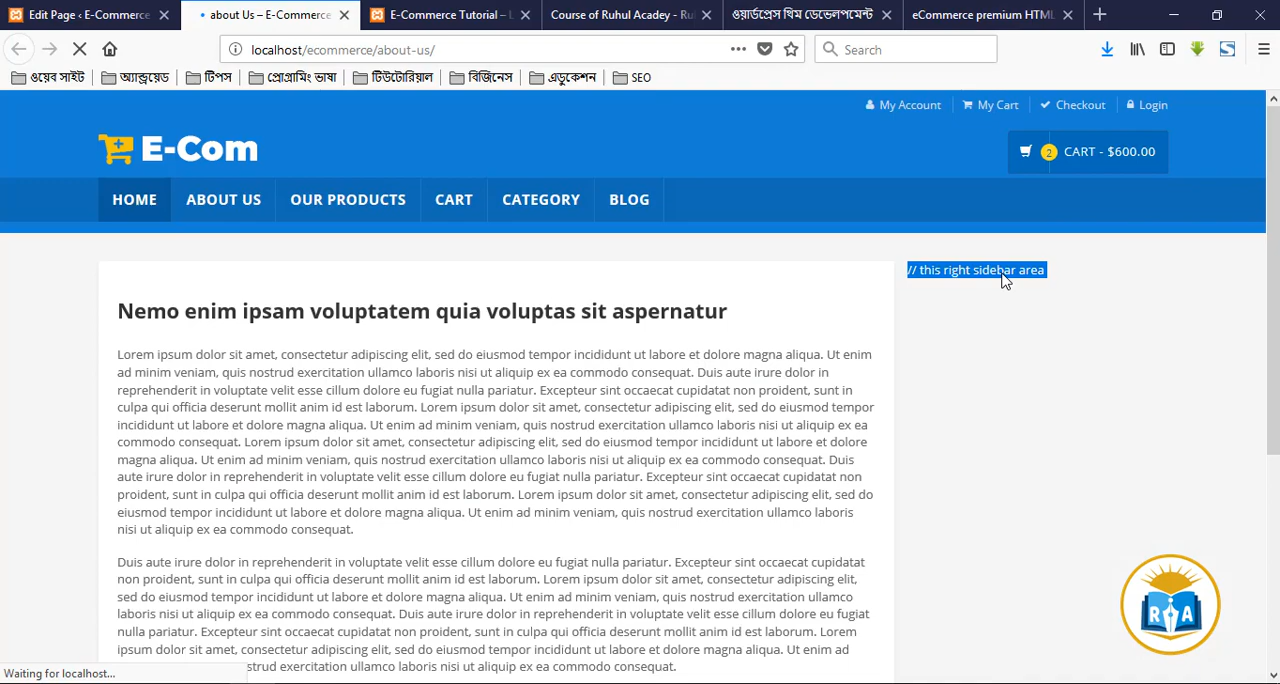 Edit Page ‹ E-Commerce
about Us – E-Commerce
E-Commerce Tutorial –
Course of Ruhul Acadey - Ru
ওয়ার্ডপ্রেস থিম ডেভেলপমেন্ট
eCommerce premium HTML
localhost/ecommerce/about-us/
Search
ওয়েব সাইট
অ্যান্ড্রয়েড
টিপস
প্রোগ্রামিং ভাষা
টিউটোরিয়াল
বিজিনেস
এডুকেশন
SEO
My Account
My Cart
Checkout
Login
E-Com
2 CART - $600.00
HOME
ABOUT US
OUR PRODUCTS
CART
CATEGORY
BLOG
// this right sidebar area
Nemo enim ipsam voluptatem quia voluptas sit aspernatur
Lorem ipsum dolor sit amet, consectetur adipiscing elit, sed do eiusmod tempor incididunt ut labore et dolore magna aliqua. Ut enim
ad minim veniam, quis nostrud exercitation ullamco laboris nisi ut aliquip ex ea commodo consequat. Duis aute irure dolor in
reprehenderit in voluptate velit esse cillum dolore eu fugiat nulla pariatur. Excepteur sint occaecat cupidatat non proident, sunt in
culpa qui officia deserunt mollit anim id est laborum. Lorem ipsum dolor sit amet, consectetur adipiscing elit, sed do eiusmod tempor
incididunt ut labore et dolore magna aliqua. Ut enim ad minim veniam, quis nostrud exercitation ullamco laboris nisi ut aliquip ex ea
commodo consequat. Lorem ipsum dolor sit amet, consectetur adipiscing elit, sed do eiusmod tempor incididunt ut labore et dolore
magna aliqua. Ut enim ad minim veniam, quis nostrud exercitation ullamco laboris nisi ut aliquip ex ea commodo consequat. Duis
aute irure dolor in reprehenderit in voluptate velit esse cillum dolore eu fugiat nulla pariatur. Excepteur sint occaecat cupidatat non
proident, sunt in culpa qui officia deserunt mollit anim id est laborum. Lorem ipsum dolor sit amet, consectetur adipiscing elit, sed do
eiusmod tempor incididunt ut labore et dolore magna aliqua. Ut enim ad minim veniam, quis nostrud exercitation ullamco laboris
nisi ut aliquip ex ea commodo consequat.
Duis aute irure dolor in reprehenderit in voluptate velit esse cillum dolore eu fugiat nulla pariatur. Excepteur sint occaecat cupidatat
non proident, sunt in culpa qui officia deserunt mollit anim id est laborum. Lorem ipsum dolor sit amet, consectetur adipiscing elit,
sed do eiusmod tempor incididunt ut labore et dolore magna aliqua. Ut enim ad minim veniam, quis nostrud exercitation ullamco
laboris nisi ut aliquip ex ea commodo consequat. Duis aute irure dolor in reprehenderit in voluptate velit esse cillum dolore eu fugiat
nulla pariatur. Excepteur sint occaecat cupidatat non proident, sunt in culpa qui officia deserunt mollit anim id est laborum. Lorem
ipsum dolor sit amet, consectetur adipiscing elit, sed do eiusmod tempor incididunt ut labore et dolore magna aliqua. Ut enim ad
strud exercitation ullamco laboris nisi ut aliquip ex ea commodo consequat.
Waiting for localhost...
R A